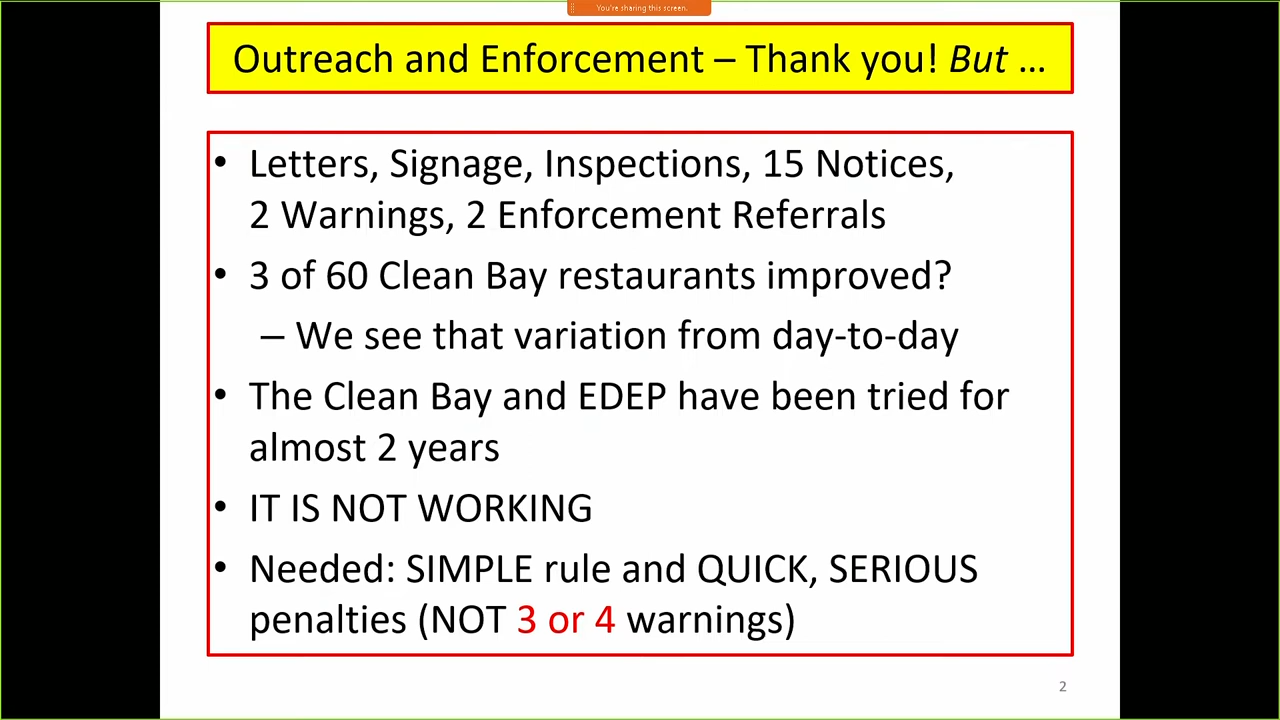 You're sharing this screen.
Outreach and Enforcement – Thank you! But …
• Letters, Signage, Inspections, 15 Notices,
2 Warnings, 2 Enforcement Referrals
• 3 of 60 Clean Bay restaurants improved?
– We see that variation from day-to-day
• The Clean Bay and EDEP have been tried for
almost 2 years
• IT IS NOT WORKING
• Needed: SIMPLE rule and QUICK, SERIOUS
penalties (NOT 3 or 4 warnings)
2